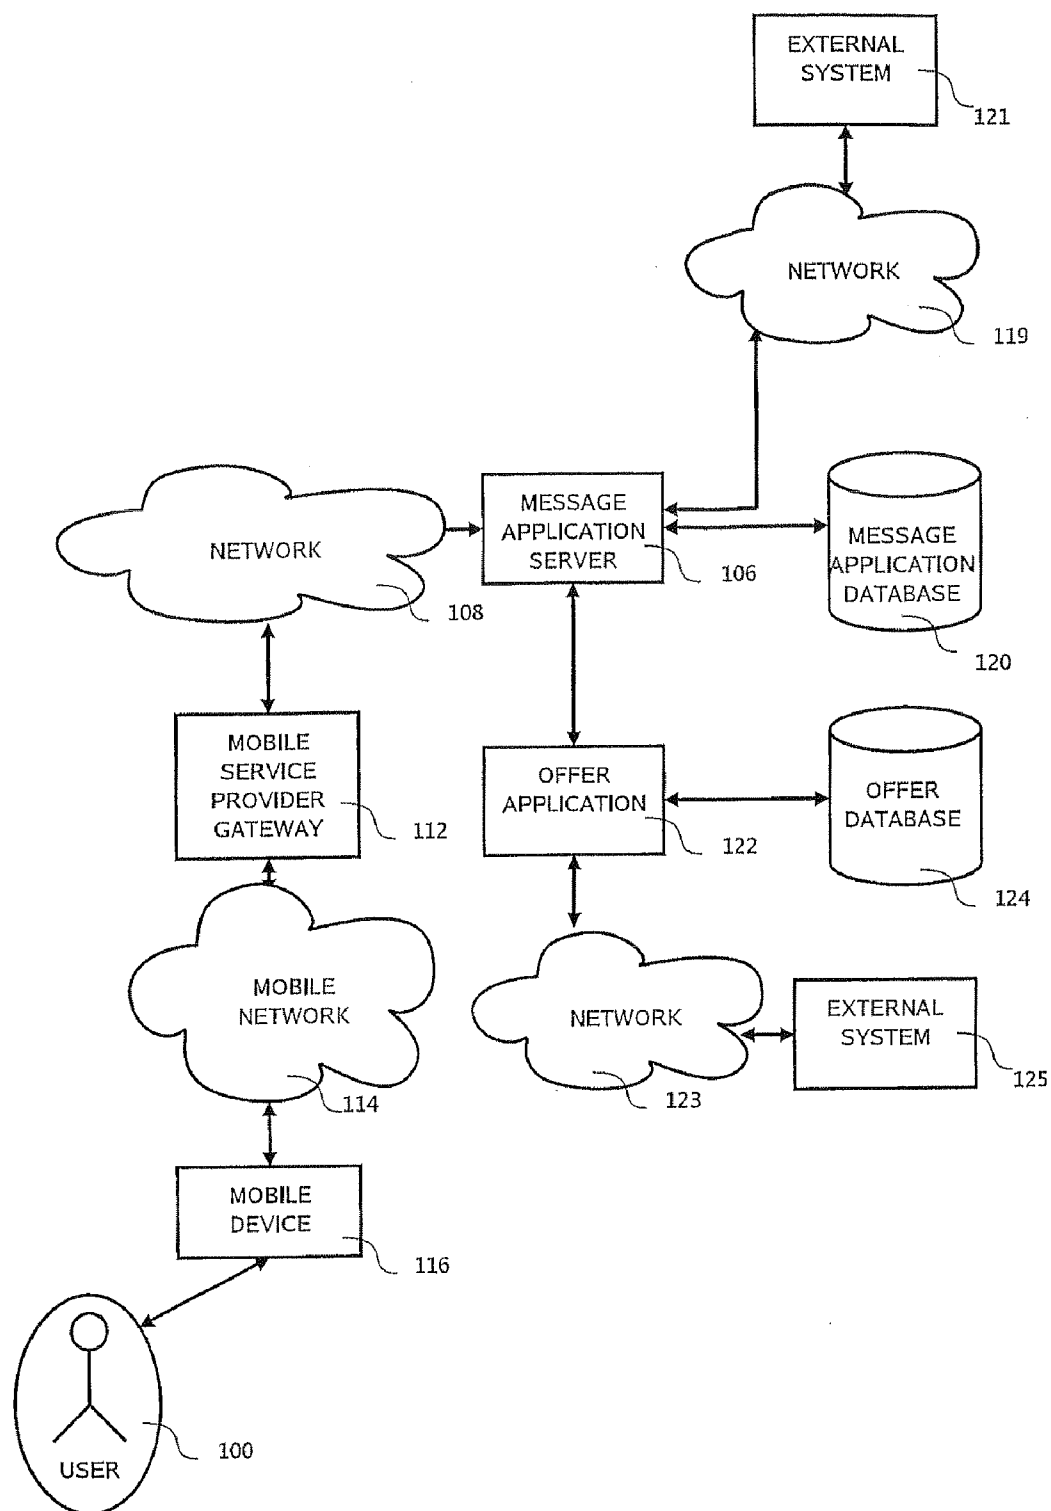 EXTERNAL
SYSTEM
121
NETWORK
119
MESSAGE
APPLICATION
SERVER
106
MESSAGE
APPLICATION
DATABASE
120
NETWORK
108
MOBILE
SERVICE
PROVIDER
GATEWAY
112
OFFER
APPLICATION
122
OFFER
DATABASE
124
MOBILE
NETWORK
114
NETWORK
123
EXTERNAL
SYSTEM
125
MOBILE
DEVICE
116
USER
100